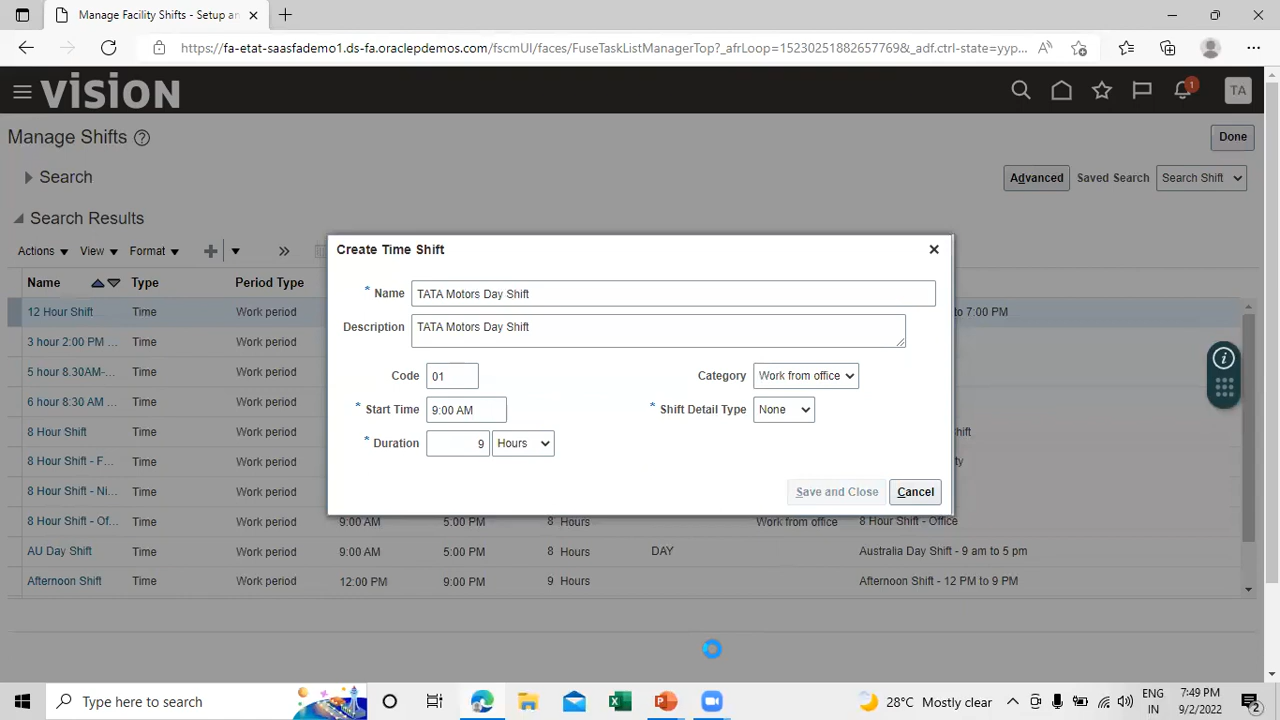 Manage Facility Shifts - Setup an
https://fa-etat-saasfademo1.ds-fa.oraclepdemos.com/fscmUI/faces/FuseTaskListManagerTop?_afrLoop=15230251882657769&_adf.ctrl-state=yyp...
VISION
1
TA
Manage Shifts
Done
Search
Advanced Saved Search Search Shift
Search Results
Actions View Format
Name Type Period Type
12 Hour Shift Time Work period to 7:00 PM
3 hour 2:00 PM ... Time Work period
5 hour 8.30AM-... Time Work period
6 hour 8:30 AM Time Work period
8 Hour Shift Time Work period
8 Hour Shift - F... Time Work period
8 Hour Shift - Ni... Time Work period
8 Hour Shift - Of... Time Work period 9:00 AM 5:00 PM 8 Hours Work from office 8 Hour Shift - Office
AU Day Shift Time Work period 9:00 AM 5:00 PM 8 Hours DAY Australia Day Shift - 9 am to 5 pm
Afternoon Shift Time Work period 12:00 PM 9:00 PM 9 Hours Afternoon Shift - 12 PM to 9 PM
Create Time Shift
* Name TATA Motors Day Shift
Description TATA Motors Day Shift
Code 01 Category Work from office
* Start Time 9:00 AM * Shift Detail Type None
* Duration 9 Hours
Save and Close Cancel
Type here to search
28°C Mostly clear
ENG
IN
7:49 PM
9/2/2022
2